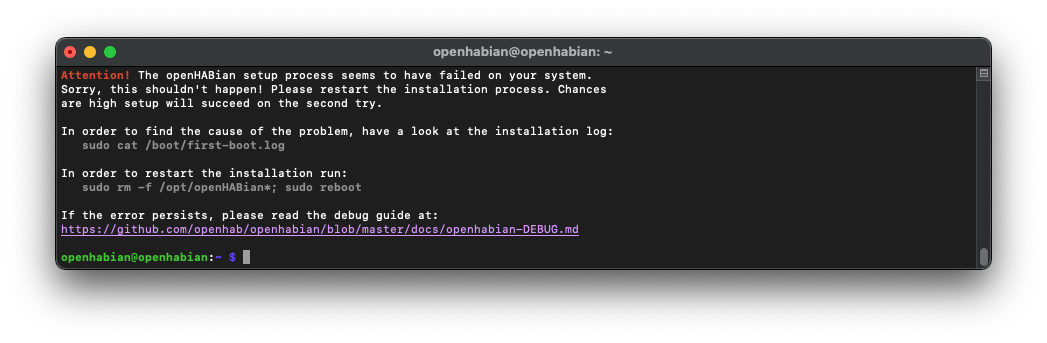 openhabian@openhabian: ~
Attention! The openHABian setup process seems to have failed on your system.
Sorry, this shouldn't happen! Please restart the installation process. Chances
are high setup will succeed on the second try.
In order to find the cause of the problem, have a look at the installation log:
sudo cat /boot/first-boot.log
In order to restart the installation run:
sudo rm -f /opt/openHABian*; sudo reboot
If the error persists, please read the debug guide at:
https://github.com/openhab/openhabian/blob/master/docs/openhabian-DEBUG.md
openhabian@openhabian:~ $